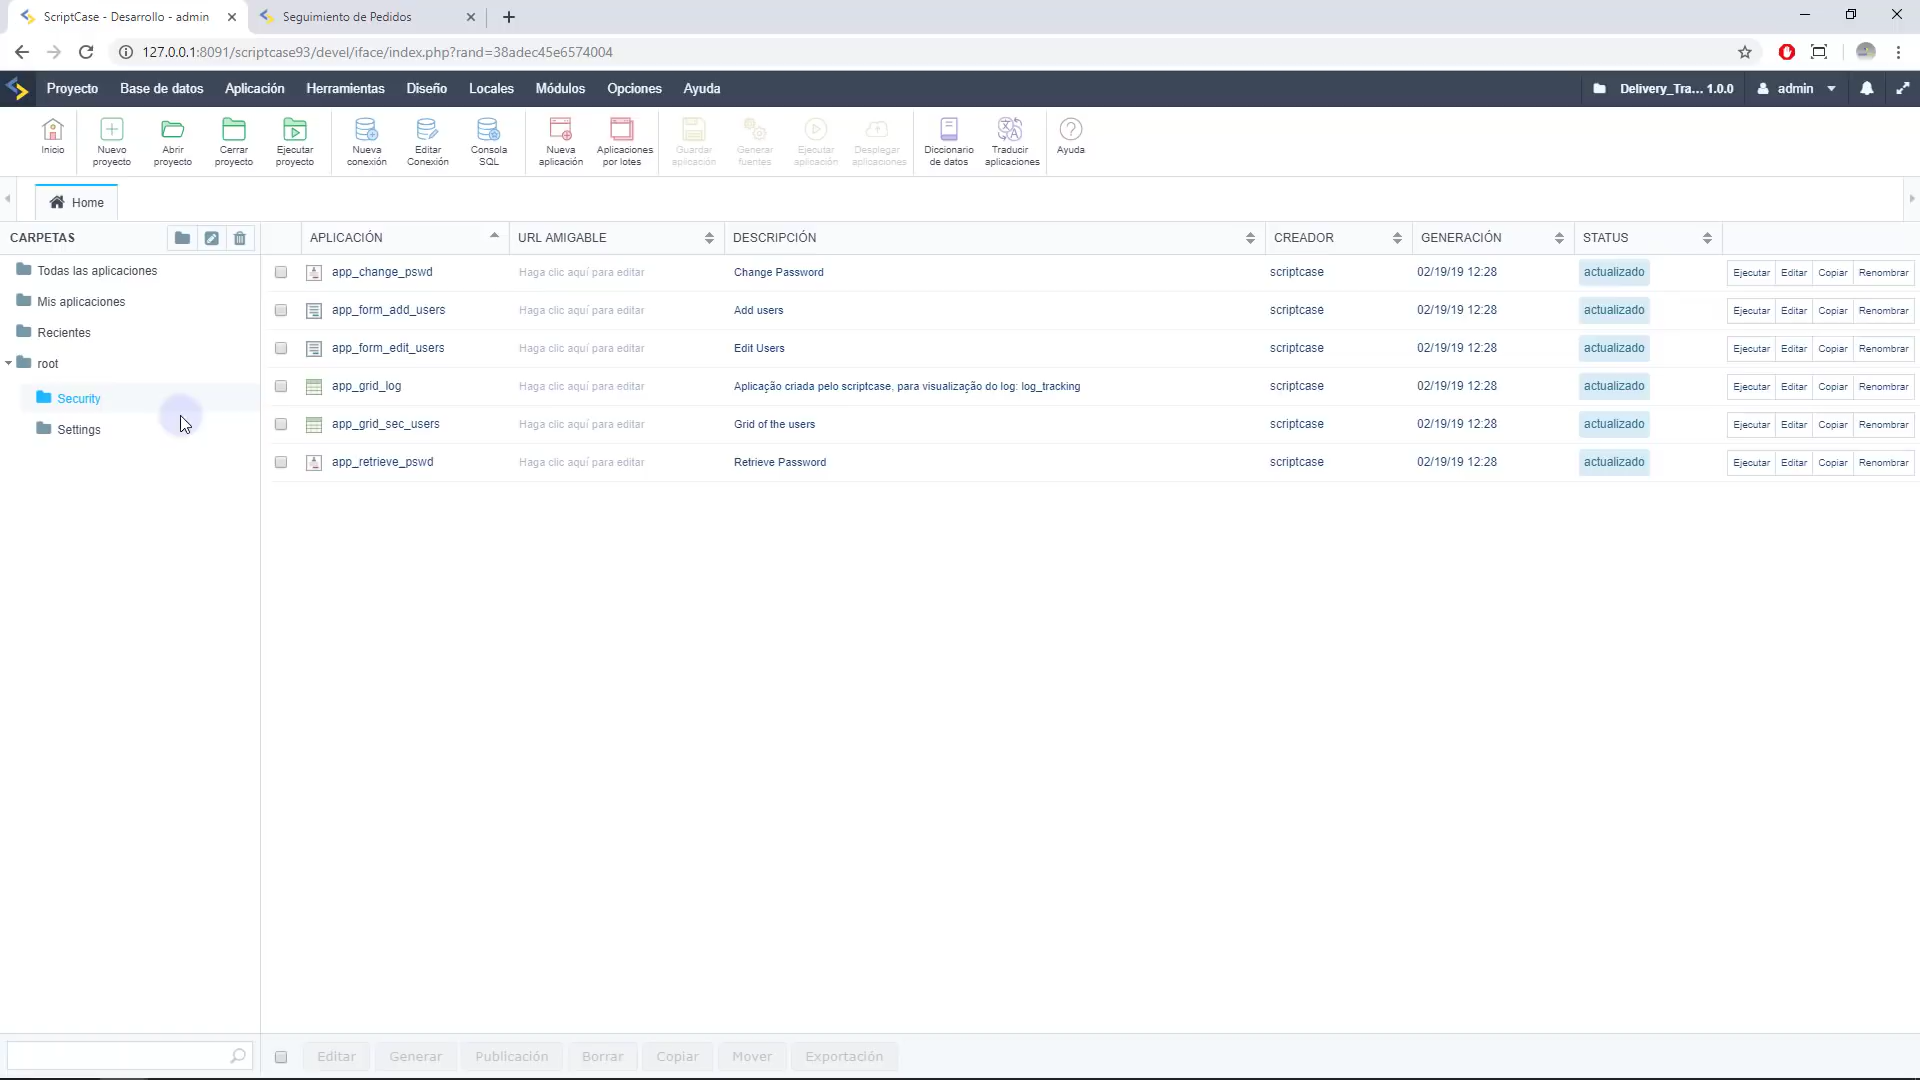 ScriptCase - Desarrollo - admin
Seguimiento de Pedidos
127.0.0.1:8091/scriptcase93/devel/iface/index.php?rand=38adec45e6574004
Proyecto Base de datos Aplicación Herramientas Diseño Locales Módulos Opciones Ayuda Delivery_Tra... 1.0.0 admin
Inicio
Nuevo proyecto
Abrir proyecto
Cerrar proyecto
Ejecutar proyecto
Nueva conexión
Editar Conexión
Consola SQL
Nueva aplicación
Aplicaciones por lotes
Guardar aplicación
Generar fuentes
Ejecutar aplicación
Desplegar aplicaciones
Diccionario de datos
Traducir aplicaciones
Ayuda
Home
CARPETAS
Todas las aplicaciones
Mis aplicaciones
Recientes
root
Security
Settings
APLICACIÓN URL AMIGABLE DESCRIPCIÓN CREADOR GENERACIÓN STATUS
app_change_pswd Haga clic aquí para editar Change Password scriptcase 02/19/19 12:28 actualizado Ejecutar Editar Copiar Renombrar
app_form_add_users Haga clic aquí para editar Add users scriptcase 02/19/19 12:28 actualizado Ejecutar Editar Copiar Renombrar
app_form_edit_users Haga clic aquí para editar Edit Users scriptcase 02/19/19 12:28 actualizado Ejecutar Editar Copiar Renombrar
app_grid_log Haga clic aquí para editar Aplicação criada pelo scriptcase, para visualização do log: log_tracking scriptcase 02/19/19 12:28 actualizado Ejecutar Editar Copiar Renombrar
app_grid_sec_users Haga clic aquí para editar Grid of the users scriptcase 02/19/19 12:28 actualizado Ejecutar Editar Copiar Renombrar
app_retrieve_pswd Haga clic aquí para editar Retrieve Password scriptcase 02/19/19 12:28 actualizado Ejecutar Editar Copiar Renombrar
Editar Generar Publicación Borrar Copiar Mover Exportación